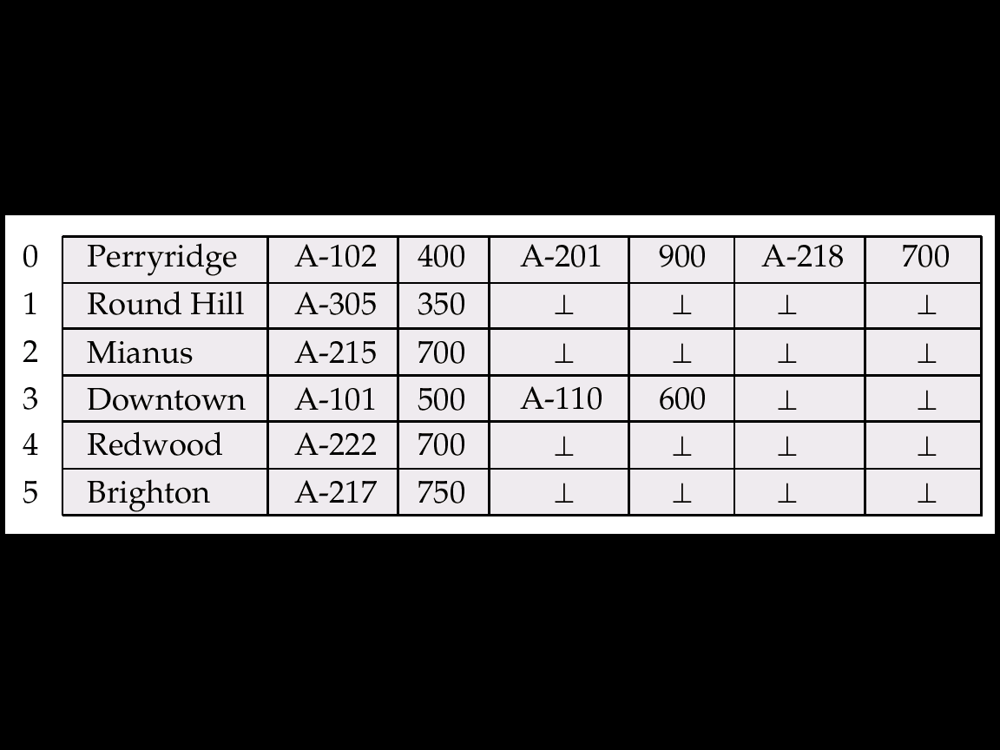 0 Perryridge A-102 400 A-201 900 A-218 700
1 Round Hill A-305 350 ⊥ ⊥ ⊥ ⊥
2 Mianus A-215 700 ⊥ ⊥ ⊥ ⊥
3 Downtown A-101 500 A-110 600 ⊥ ⊥
4 Redwood A-222 700 ⊥ ⊥ ⊥ ⊥
5 Brighton A-217 750 ⊥ ⊥ ⊥ ⊥